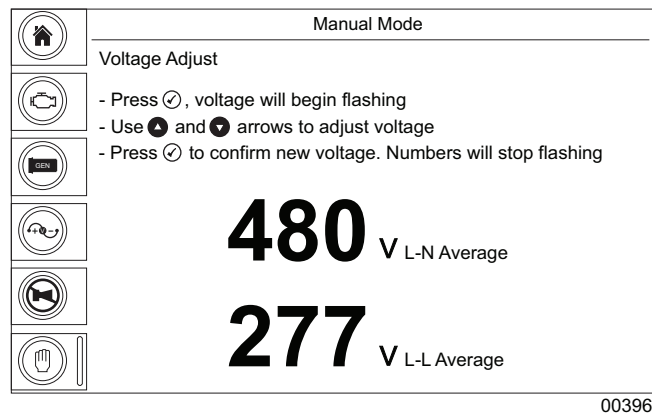 Manual Mode
Voltage Adjust
- Press ✓, voltage will begin flashing
- Use ▲ and ▼ arrows to adjust voltage
- Press ✓ to confirm new voltage. Numbers will stop flashing
GEN
480 V L-N Average
277 V L-L Average
00396